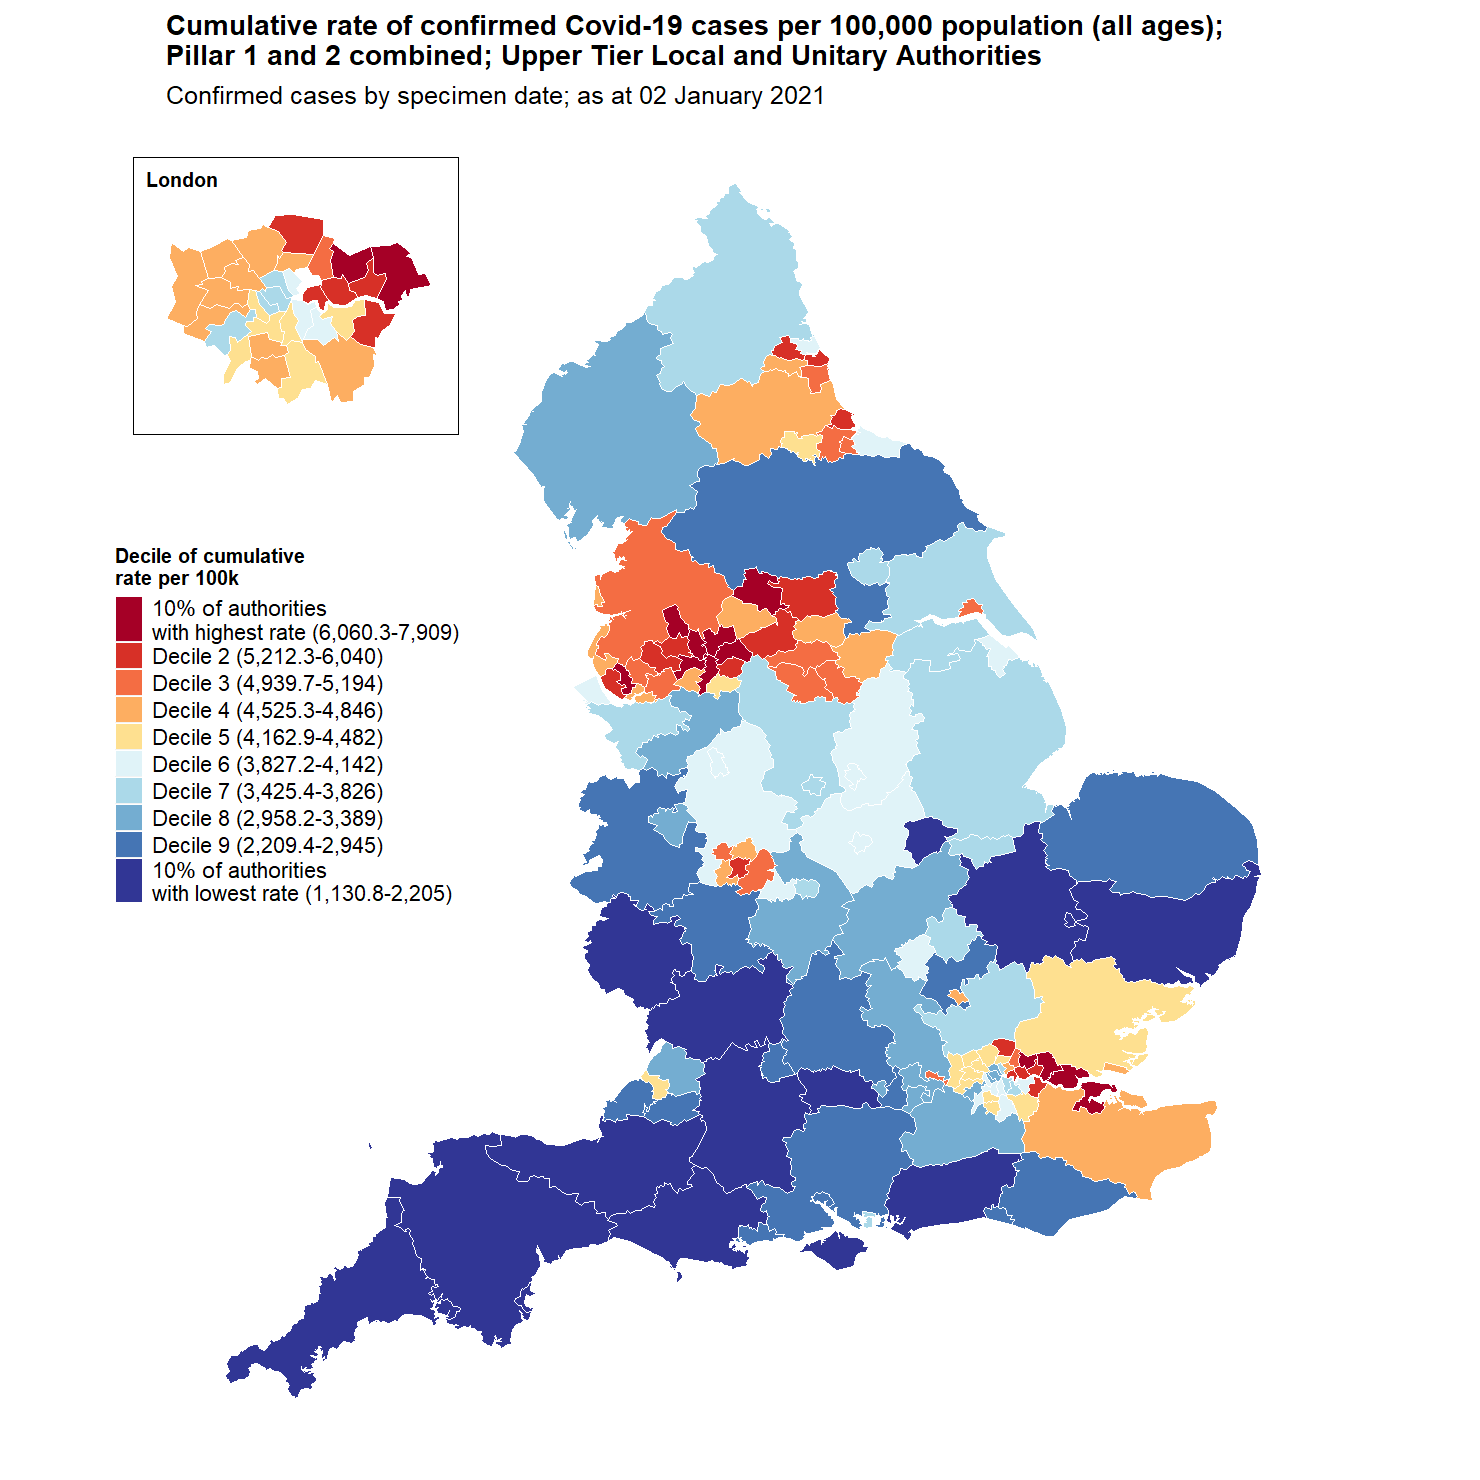 Cumulative rate of confirmed Covid-19 cases per 100,000 population (all ages);
Pillar 1 and 2 combined; Upper Tier Local and Unitary Authorities
Confirmed cases by specimen date; as at 02 January 2021
London
Decile of cumulative
rate per 100k
10% of authorities
with highest rate (6,060.3-7,909)
Decile 2 (5,212.3-6,040)
Decile 3 (4,939.7-5,194)
Decile 4 (4,525.3-4,846)
Decile 5 (4,162.9-4,482)
Decile 6 (3,827.2-4,142)
Decile 7 (3,425.4-3,826)
Decile 8 (2,958.2-3,389)
Decile 9 (2,209.4-2,945)
10% of authorities
with lowest rate (1,130.8-2,205)